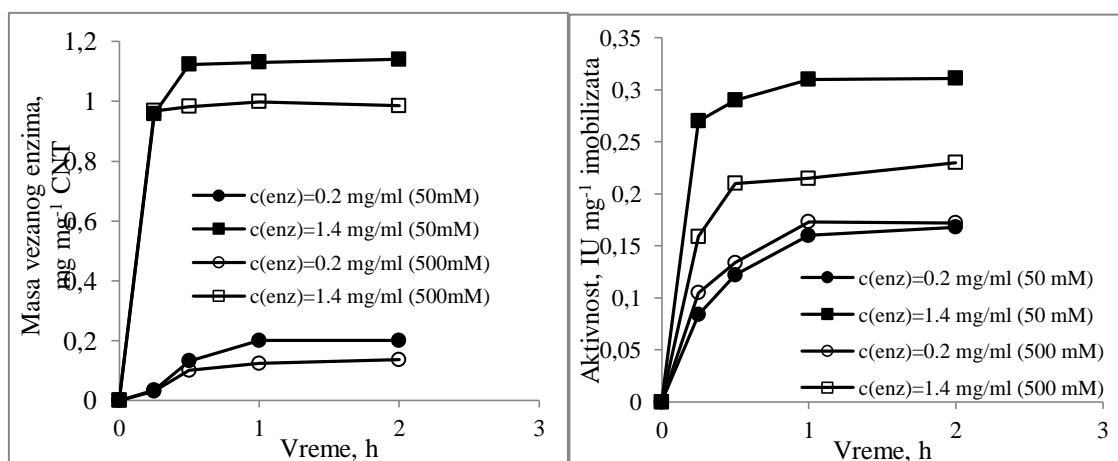 Masa vezanog enzima,
mg mg⁻¹ CNT
1,2
1
0,8
0,6
0,4
0,2
0
c(enz)=0.2 mg/ml (50mM)
c(enz)=1.4 mg/ml (50mM)
c(enz)=0.2 mg/ml (500mM)
c(enz)=1.4 mg/ml (500mM)
0 1 2 3
Vreme, h
Aktivnost, IU mg⁻¹ imobilizata
0,35
0,3
0,25
0,2
0,15
0,1
0,05
0
c(enz)=0.2 mg/ml (50 mM)
c(enz)=1.4 mg/ml (50 mM)
c(enz)=0.2 mg/ml (500 mM)
c(enz)=1.4 mg/ml (500 mM)
0 1 2 3
Vreme, h